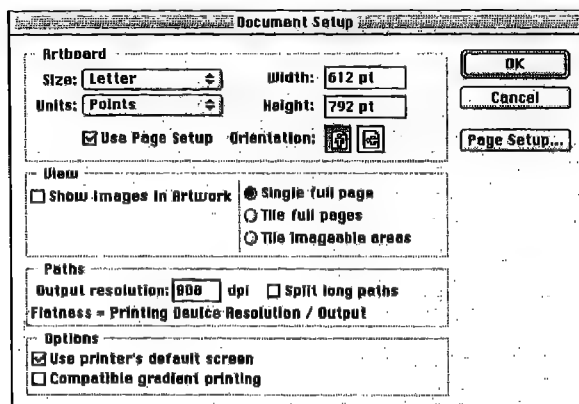 Document Setup
Artboard
Size: Letter
Width: 612 pt
OK
Units: Points
Height: 792 pt
Cancel
Use Page Setup
Orientation:
Page Setup...
View
Show Images in Artwork
Single full page
Tile full pages
Tile imageable areas
Paths
Output resolution: 800 dpi
Split long paths
Flatness = Printing Device Resolution / Output
Options
Use printer's default screen
Compatible gradient printing